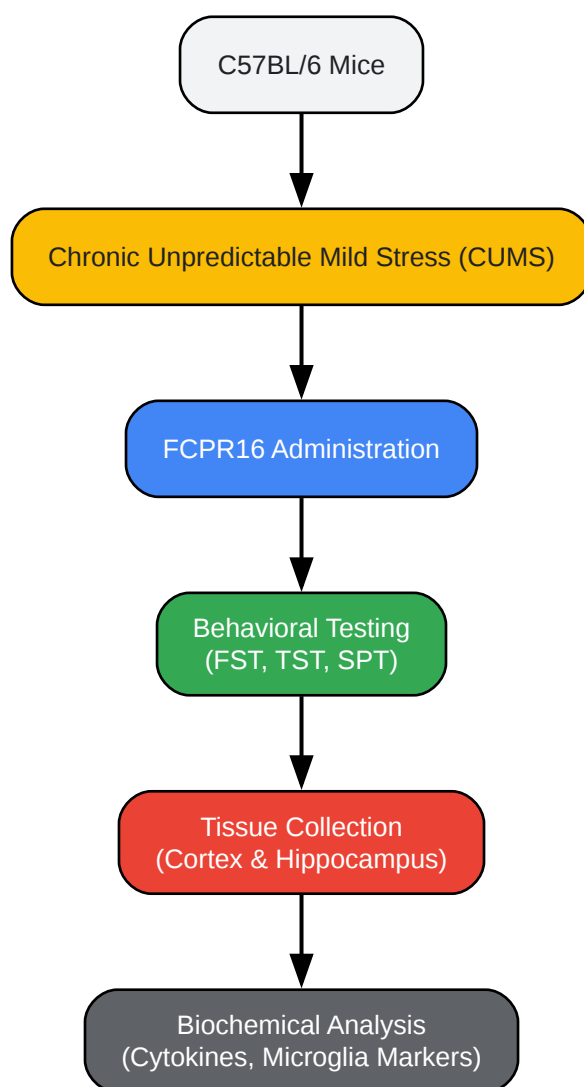 C57BL/6 Mice
Chronic Unpredictable Mild Stress (CUMS)
FCPR16 Administration
Behavioral Testing
(FST, TST, SPT)
Tissue Collection
(Cortex & Hippocampus)
Biochemical Analysis
(Cytokines, Microglia Markers)